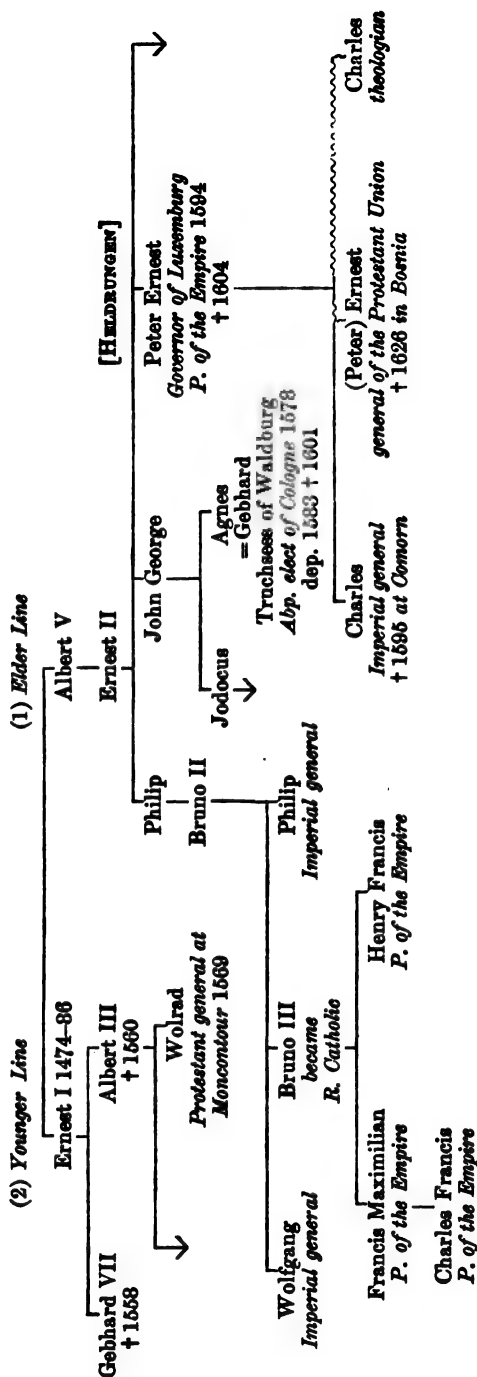 (2) Younger Line
(1) Elder Line
Ernest I 1474–86
Albert V
Ernest II
[HELDRUNGEN]
Gebhard VII
†1558
Albert III
†1560
Philip
John George
Peter Ernest
Governor of Luxemburg
P. of the Empire 1594
†1604
Wolrad
Protestant general at
Moncontour 1569
Bruno II
Jodocus
Agnes
=Gebhard
Truchsess of Waldburg
Abp. elect of Cologne 1578
dep. 1583 †1601
Wolfgang
Imperial general
Bruno III
became
R. Catholic
Philip
Imperial general
Charles
Imperial general
†1595 at Comorn
(Peter) Ernest
general of the Protestant Union
†1626 in Bosnia
Charles
theologian
Francis Maximilian
P. of the Empire
Henry Francis
P. of the Empire
Charles Francis
P. of the Empire